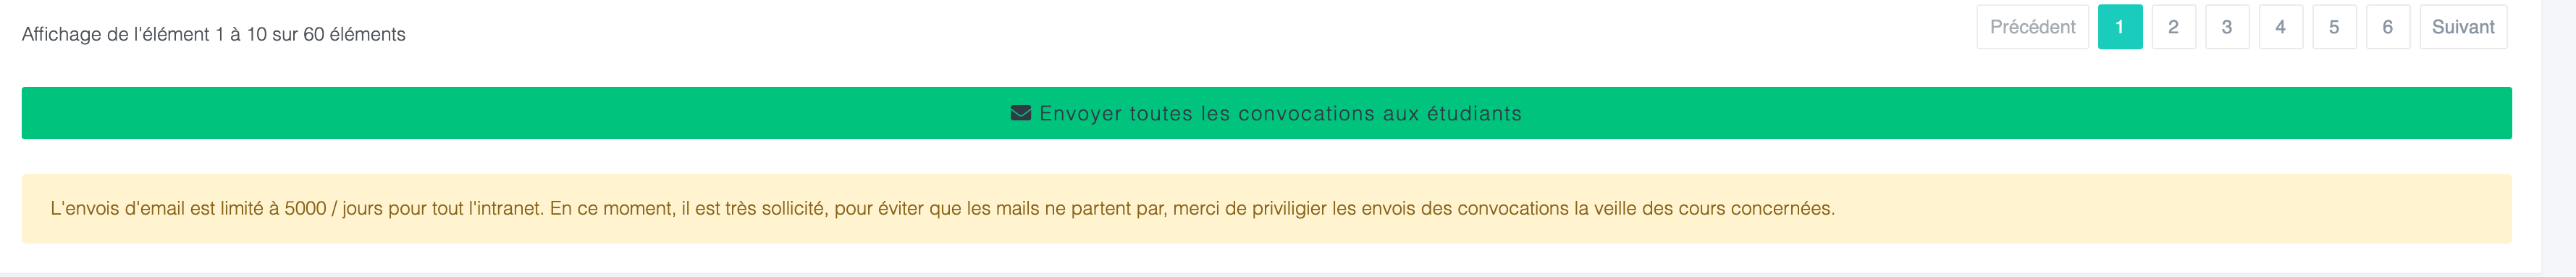 Affichage de l'élément 1 à 10 sur 60 éléments
Précédent 1 2 3 4 5 6 Suivant
Envoyer toutes les convocations aux étudiants
L'envois d'email est limité à 5000 / jours pour tout l'intranet. En ce moment, il est très sollicité, pour éviter que les mails ne partent par, merci de priviligier les envois des convocations la veille des cours concernées.